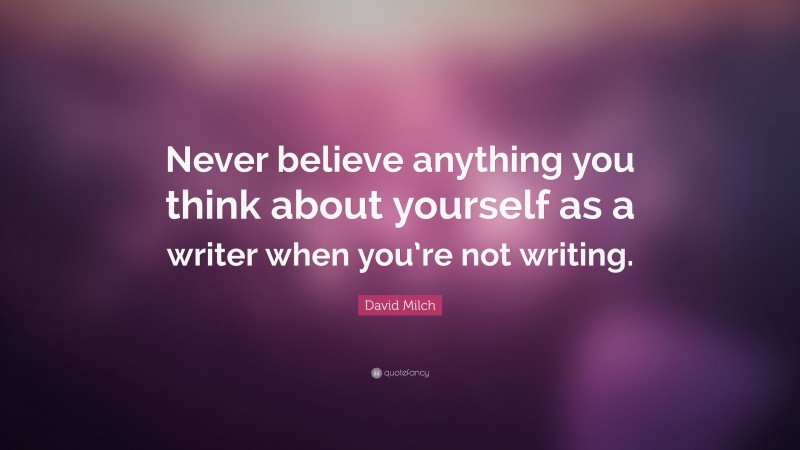 Never believe anything you
think about yourself as a
writer when you’re not writing.
David Milch
quotefancy